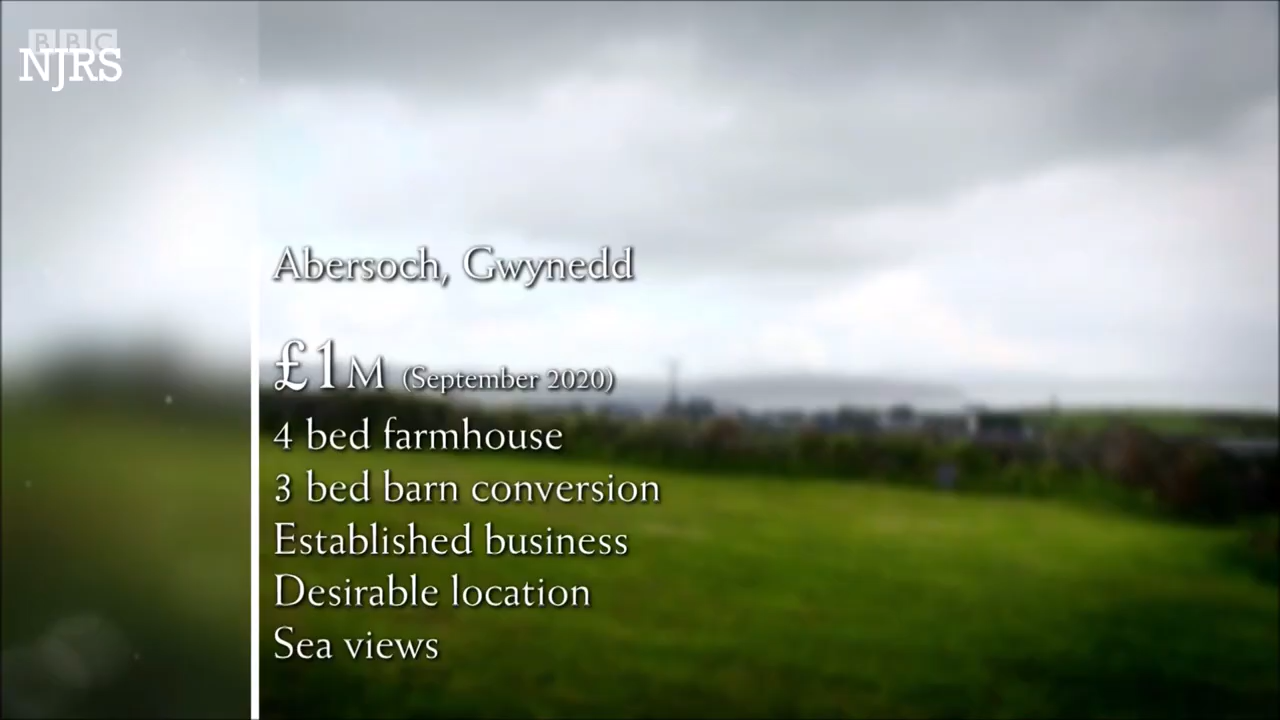 BBC
NJRS
Abersoch, Gwynedd
£1M (September 2020)
4 bed farmhouse
3 bed barn conversion
Established business
Desirable location
Sea views